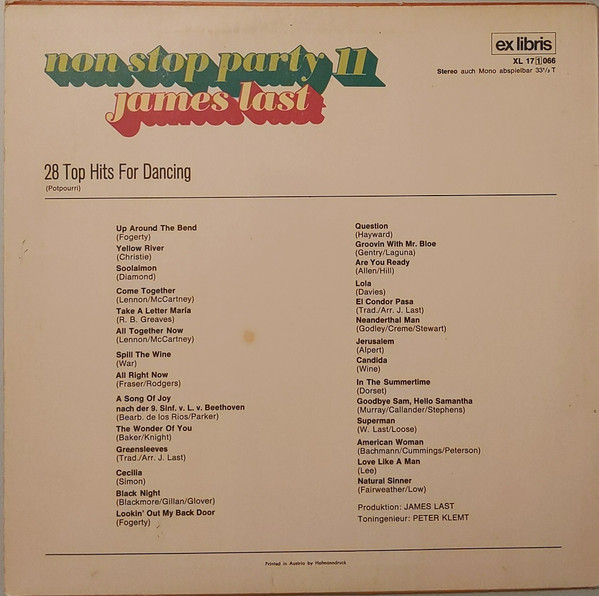 non stop party 11
james last
ex libris
XL 17 1 066
Stereo auch Mono abspielbar 33¹/₃ T
28 Top Hits For Dancing
(Potpourri)
Up Around The Bend
(Fogerty)
Yellow River
(Christie)
Soolaimon
(Diamond)
Come Together
(Lennon/McCartney)
Take A Letter Maria
(R. B. Greaves)
All Together Now
(Lennon/McCartney)
Spill The Wine
(War)
All Right Now
(Fraser/Rodgers)
A Song Of Joy
nach der 9. Sinf. v. L. v. Beethoven
(Bearb. de los Rios/Parker)
The Wonder Of You
(Baker/Knight)
Greensleeves
(Trad./Arr. J. Last)
Cecilia
(Simon)
Black Night
(Blackmore/Gillan/Glover)
Lookin' Out My Back Door
(Fogerty)
Question
(Hayward)
Groovin With Mr. Bloe
(Gentry/Laguna)
Are You Ready
(Allen/Hill)
Lola
(Davies)
El Condor Pasa
(Trad./Arr. J. Last)
Neanderthal Man
(Godley/Creme/Stewart)
Jerusalem
(Alpert)
Candida
(Wine)
In The Summertime
(Dorset)
Goodbye Sam, Hello Samantha
(Murray/Callander/Stephens)
Superman
(W. Last/Loose)
American Woman
(Bachmann/Cummings/Peterson)
Love Like A Man
(Lee)
Natural Sinner
(Fairweather/Low)
Produktion: JAMES LAST
Toningenieur: PETER KLEMT
Printed in Austria by Hofmanndruck